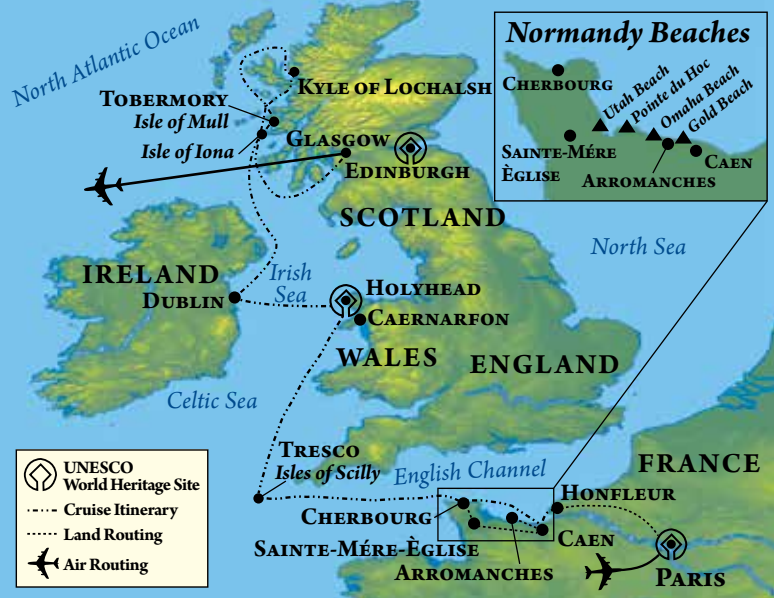 North Atlantic Ocean
Normandy Beaches
CHERBOURG
Utah Beach
Pointe du Hoc
Omaha Beach
Gold Beach
SAINTE-MÉRE
ÈGLISE
CAEN
ARROMANCHES
KYLE OF LOCHALSH
TOBERMORY
Isle of Mull
Isle of Iona
GLASGOW
EDINBURGH
SCOTLAND
North Sea
IRELAND
DUBLIN
Irish
Sea
HOLYHEAD
CAERNARFON
WALES
ENGLAND
Celtic Sea
TRESCO
Isles of Scilly
English Channel
FRANCE
HONFLEUR
CHERBOURG
SAINTE-MÉRE-ÈGLISE
CAEN
ARROMANCHES
PARIS
UNESCO
World Heritage Site
Cruise Itinerary
Land Routing
Air Routing